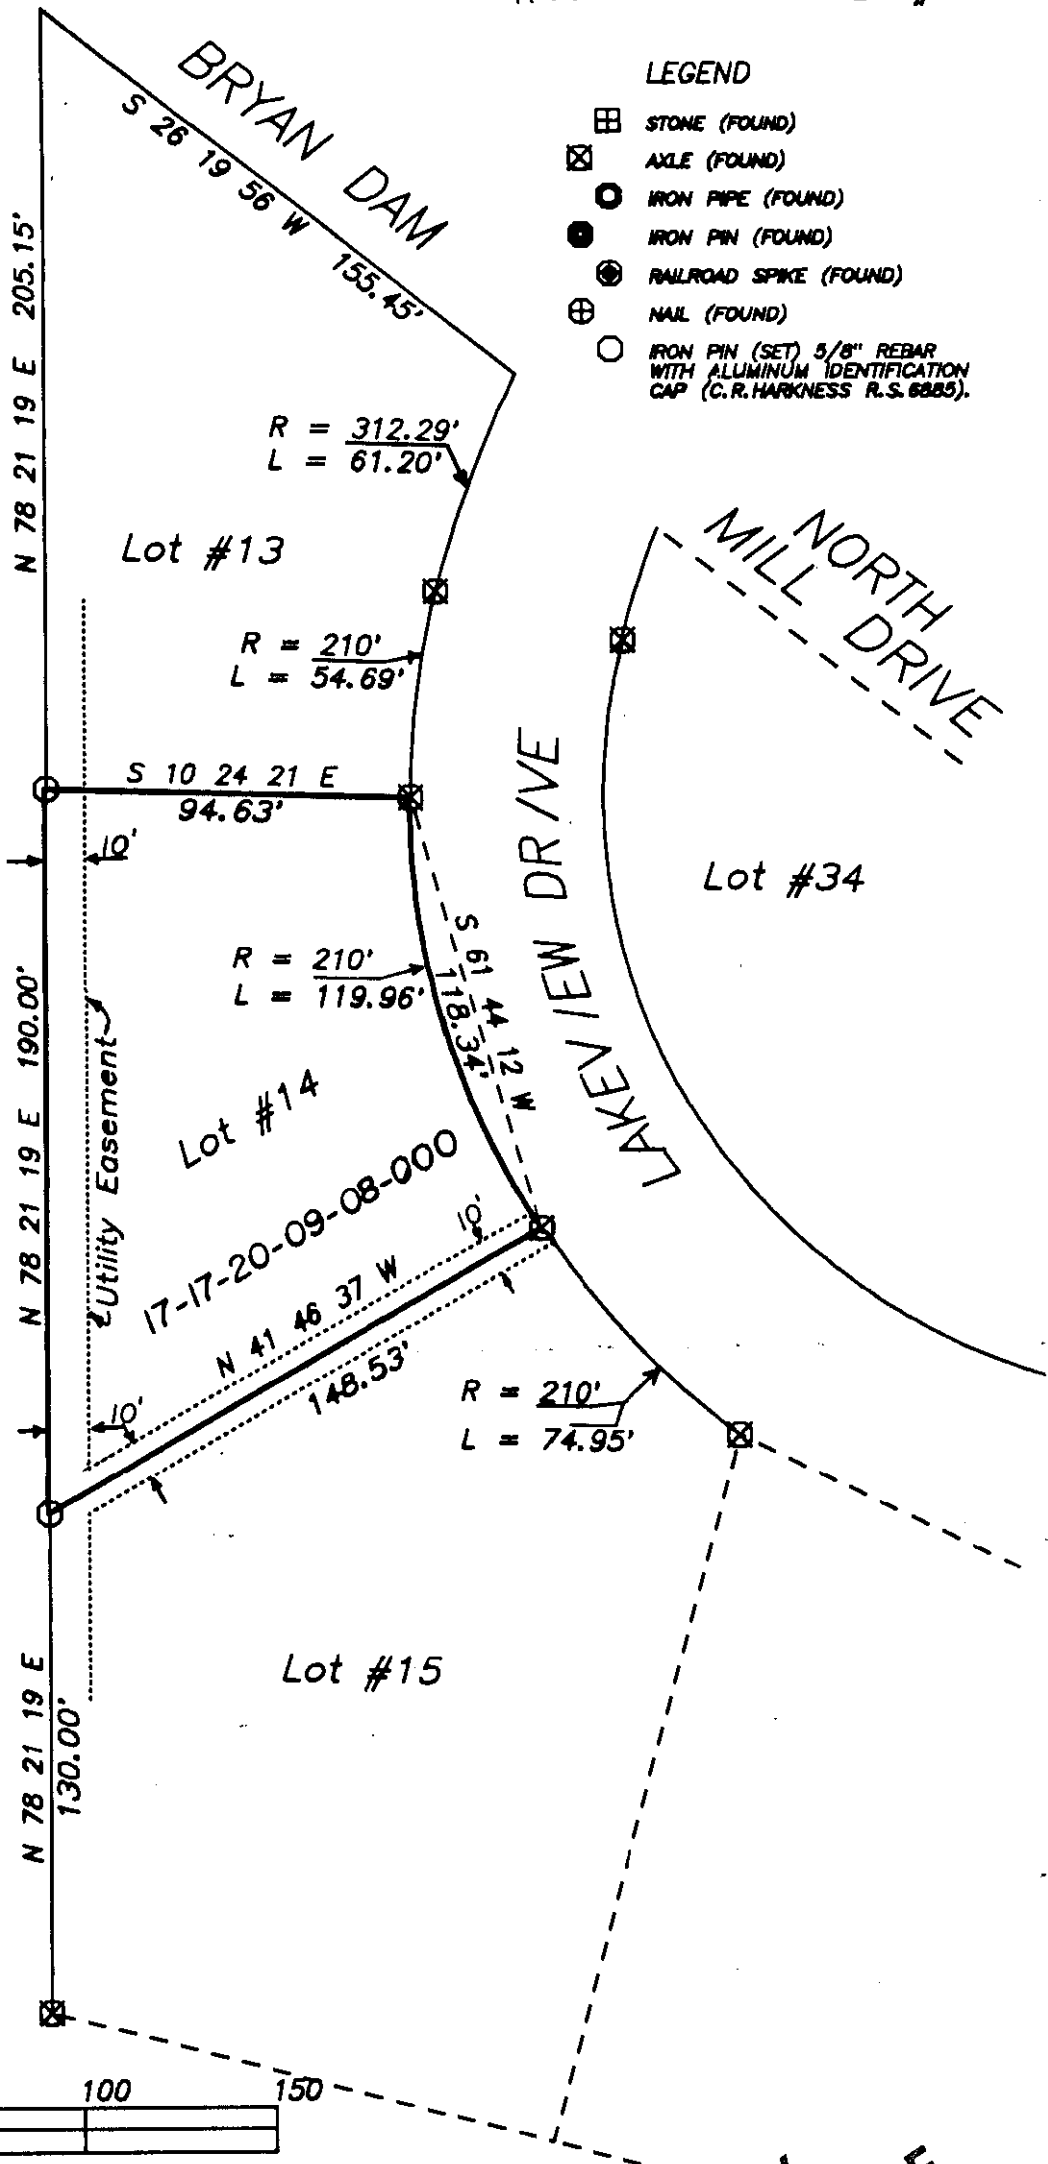 LEGEND
STONE (FOUND)
AXLE (FOUND)
IRON PIPE (FOUND)
IRON PIN (FOUND)
RAILROAD SPIKE (FOUND)
NAIL (FOUND)
IRON PIN (SET) 5/8" REBAR
WITH ALUMINUM IDENTIFICATION
CAP (C.R.HARKNESS R.S.6885).
BRYAN DAM
S 26 19 56 W 155.45'
N 78 21 19 E 205.15'
R = 312.29'
L = 61.20'
Lot #13
R = 210'
L = 54.69'
NORTH
MILL DRIVE
S 10 24 21 E
94.63'
10'
LAKEVIEW DRIVE
Lot #34
R = 210'
L = 119.96'
S 61 44 12 W
118.34'
N 78 21 19 E 190.00'
Utility Easement
Lot #14
17-17-20-09-08-000
10'
N 41 46 37 W
148.53'
10'
R = 210'
L = 74.95'
Lot #15
N 78 21 19 E
130.00'
100 150